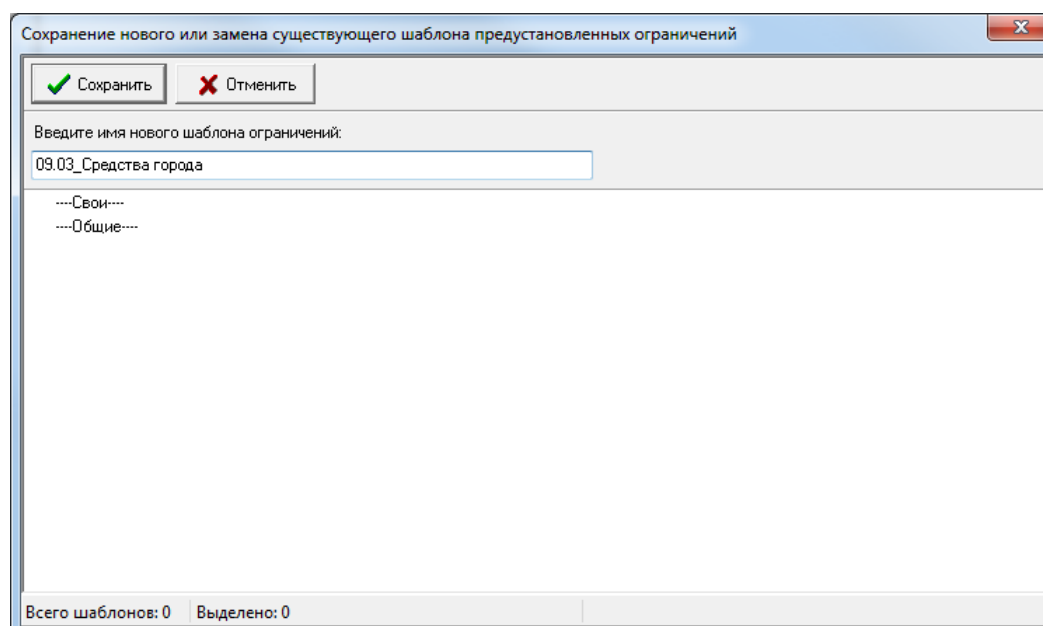 Сохранение нового или замена существующего шаблона предустановленных ограничений
Сохранить Отменить
Введите имя нового шаблона ограничений:
09.03_Средства города
----Свои----
----Общие----
Всего шаблонов: 0 Выделено: 0